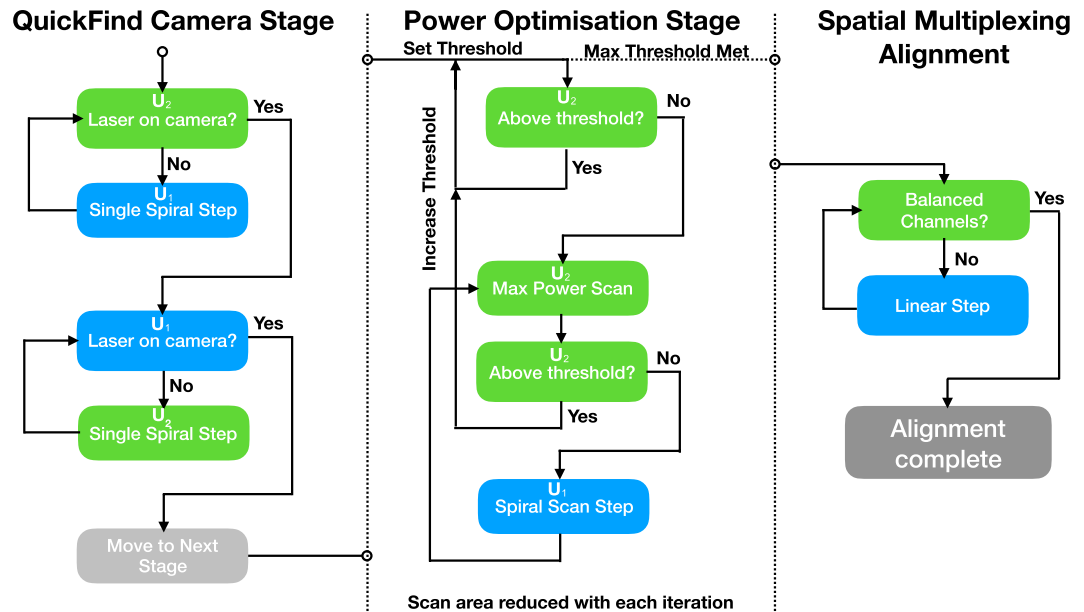 QuickFind Camera Stage
U₂
Laser on camera?
Yes
No
U₁
Single Spiral Step
U₁
Laser on camera?
Yes
No
U₂
Single Spiral Step
Move to Next
Stage
Power Optimisation Stage
Set Threshold
Max Threshold Met
U₂
Above threshold?
No
Yes
Increase Threshold
U₂
Max Power Scan
U₂
Above threshold?
No
Yes
U₁
Spiral Scan Step
Scan area reduced with each iteration
Spatial Multiplexing
Alignment
Balanced
Channels?
Yes
No
Linear Step
Alignment
complete